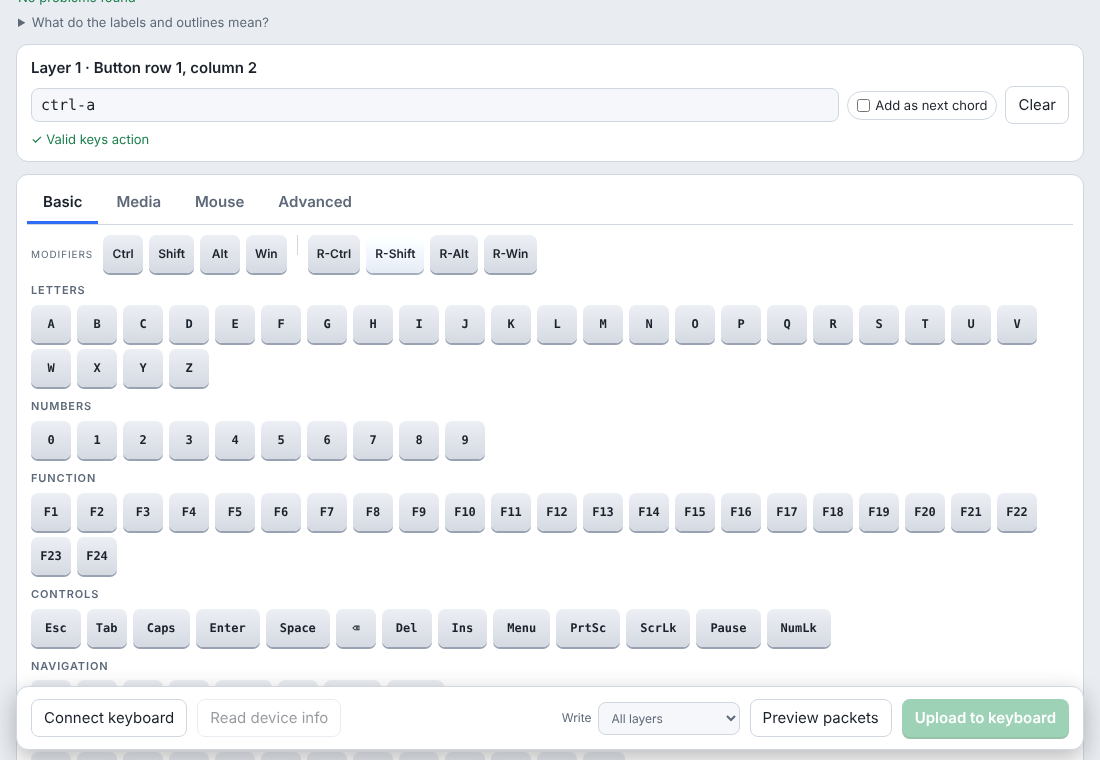 What do the labels and outlines mean?
Layer 1 · Button row 1, column 2
ctrl-a
Add as next chord
Clear
✓ Valid keys action
Basic Media Mouse Advanced
MODIFIERS Ctrl Shift Alt Win R-Ctrl R-Shift R-Alt R-Win
LETTERS
A B C D E F G H I J K L M N O P Q R S T U V
W X Y Z
NUMBERS
0 1 2 3 4 5 6 7 8 9
FUNCTION
F1 F2 F3 F4 F5 F6 F7 F8 F9 F10 F11 F12 F13 F14 F15 F16 F17 F18 F19 F20 F21 F22
F23 F24
CONTROLS
Esc Tab Caps Enter Space ⌫ Del Ins Menu PrtSc ScrLk Pause NumLk
NAVIGATION
Connect keyboard Read device info Write All layers Preview packets Upload to keyboard